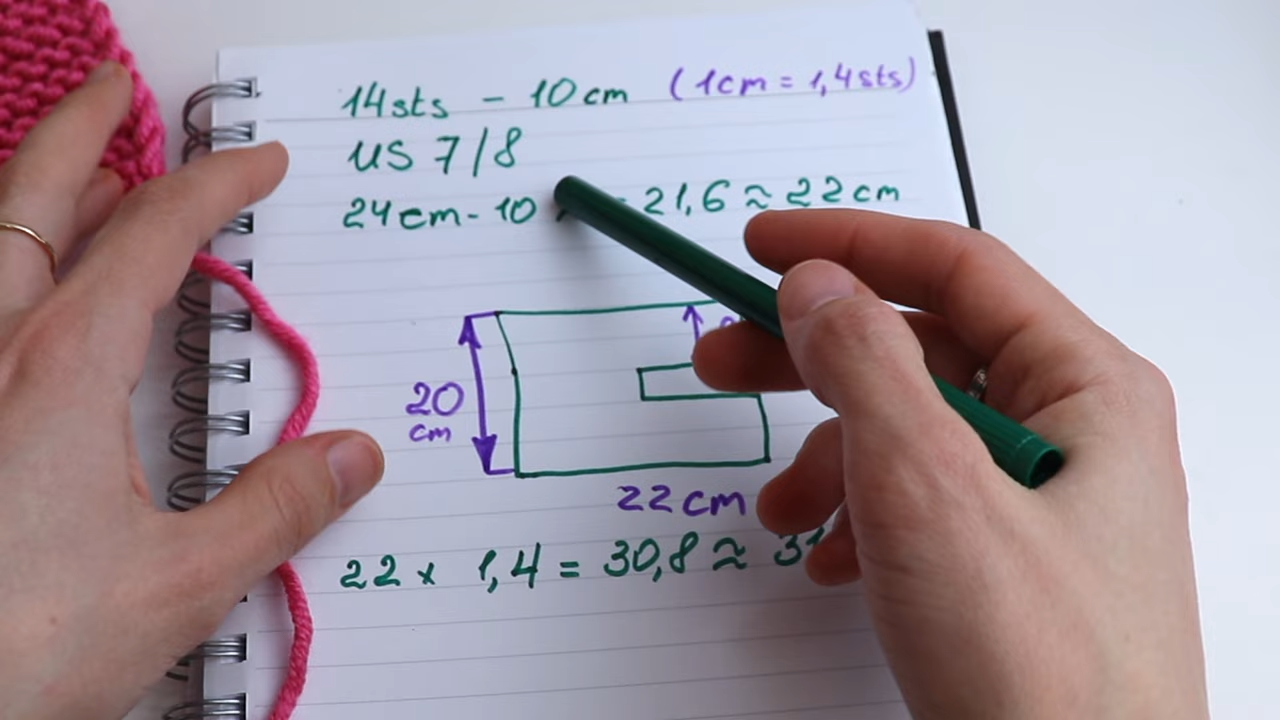 14sts - 10cm (1cm = 1,4sts)
US 7/8
24cm - 10 = 21,6 ≈ 22cm
20
cm
22cm
22 x 1,4 = 30,8 ≈ 31